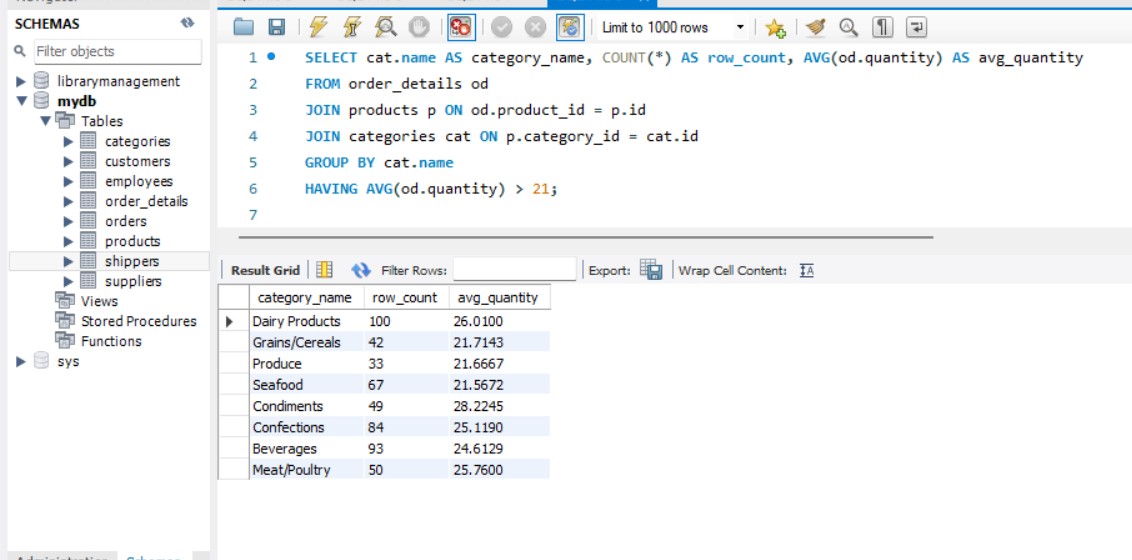 SCHEMAS
Filter objects
librarymanagement
mydb
Tables
categories
customers
employees
order_details
orders
products
shippers
suppliers
Views
Stored Procedures
Functions
sys
Limit to 1000 rows
1 SELECT cat.name AS category_name, COUNT(*) AS row_count, AVG(od.quantity) AS avg_quantity
2 FROM order_details od
3 JOIN products p ON od.product_id = p.id
4 JOIN categories cat ON p.category_id = cat.id
5 GROUP BY cat.name
6 HAVING AVG(od.quantity) > 21;
7
Result Grid Filter Rows: Export: Wrap Cell Content: IA
category_name row_count avg_quantity
Dairy Products 100 26.0100
Grains/Cereals 42 21.7143
Produce 33 21.6667
Seafood 67 21.5672
Condiments 49 28.2245
Confections 84 25.1190
Beverages 93 24.6129
Meat/Poultry 50 25.7600